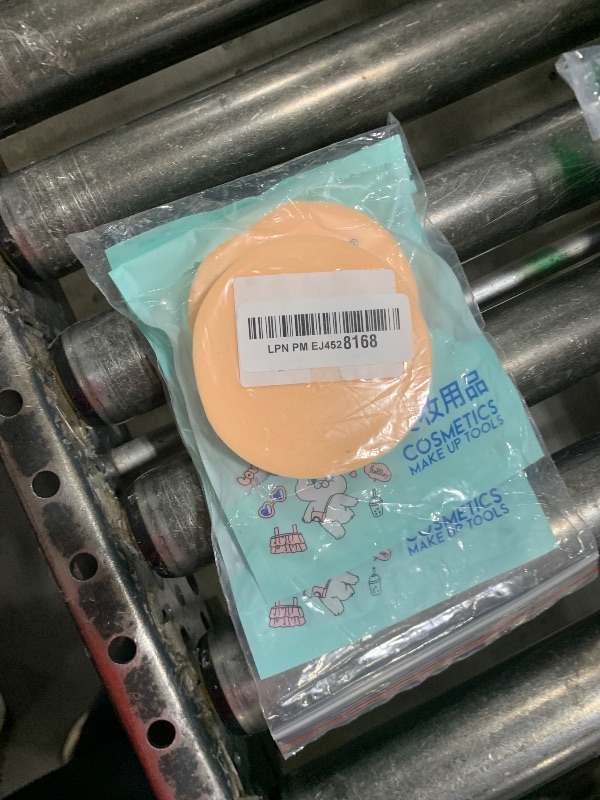 LPN PM EJ4528168
妆用品
COSMETICS
MAKE UP TOOLS
COSMETICS
MAKE UP TOOLS